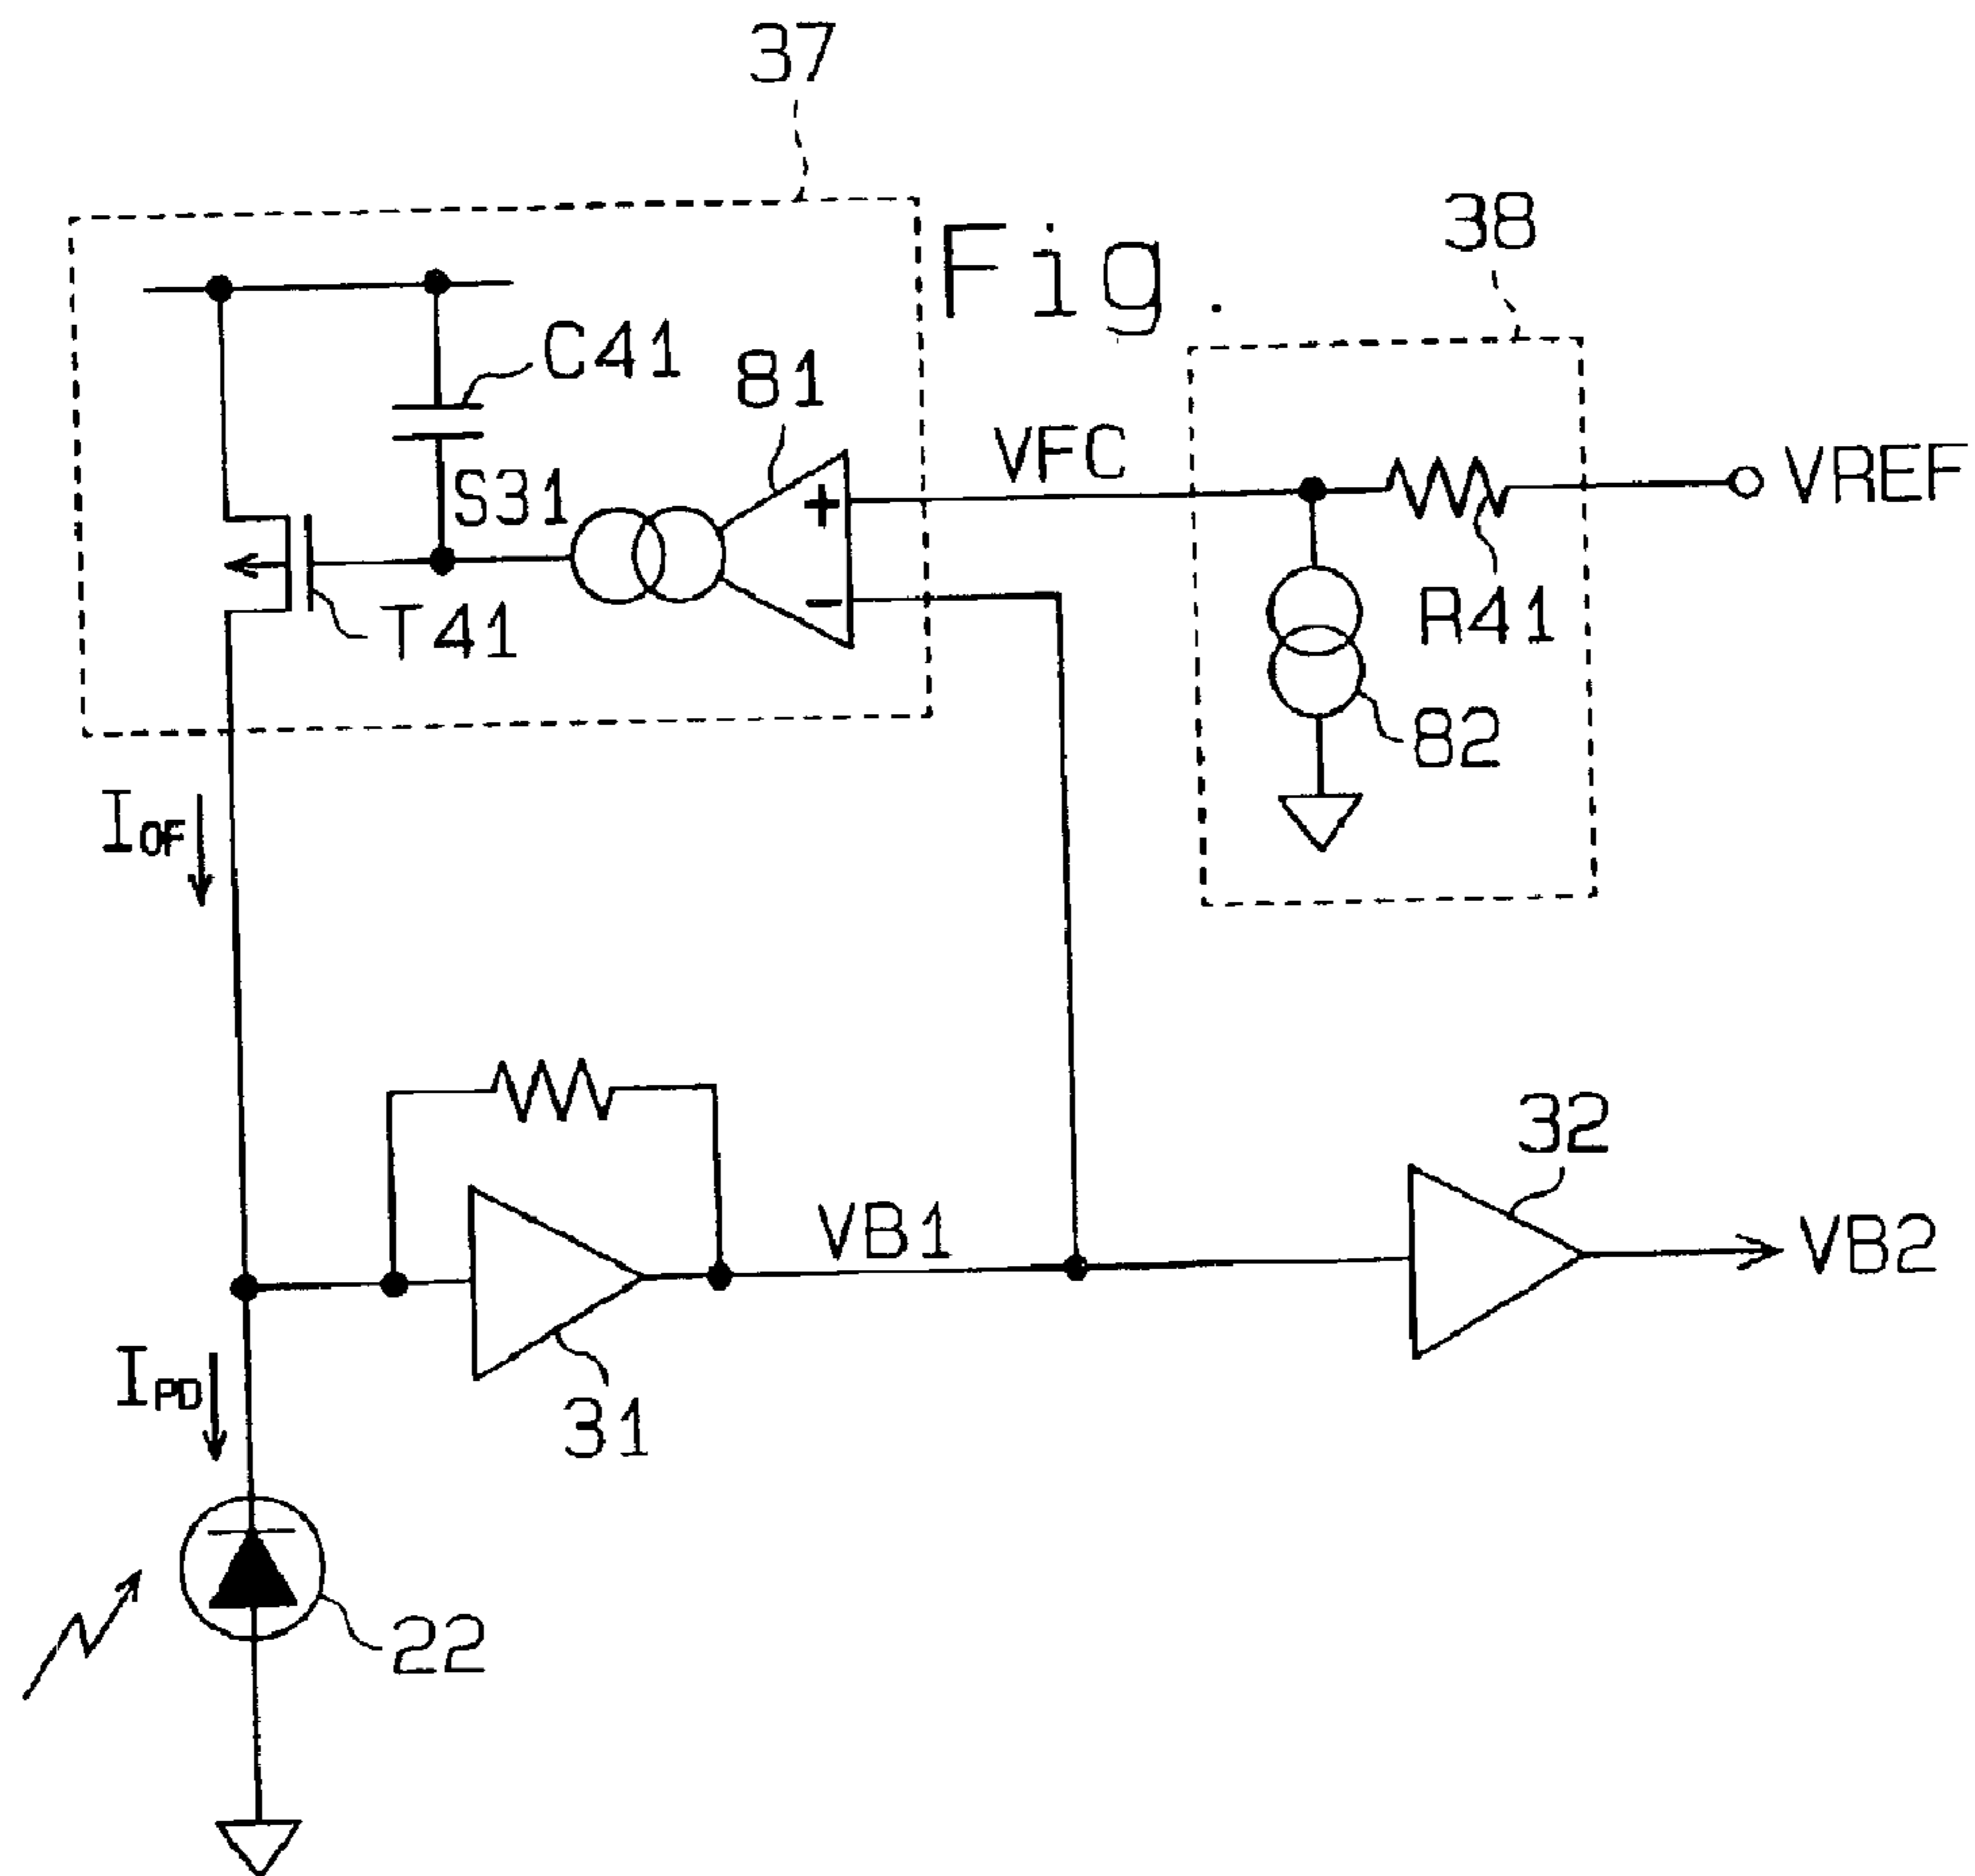 37
Fig.
38
C41
81
VFC
VREF
S31
+
-
T41
R41
82
IOF
32
VB1
VB2
IPD
31
22